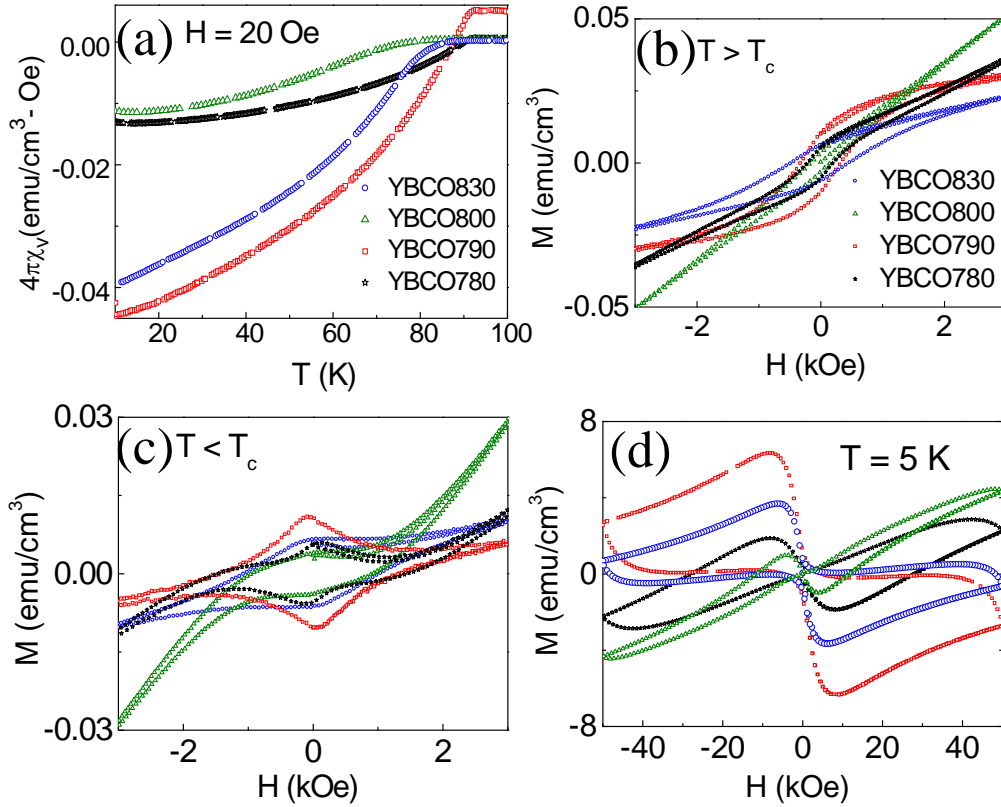 (a) H = 20 Oe
0.00
-0.02
-0.04
4πχ_V(emu/cm³ - Oe)
YBCO830
YBCO800
YBCO790
YBCO780
20 40 60 80 100
T (K)
(b) T > T_c
0.05
0.00
-0.05
M (emu/cm³)
YBCO830
YBCO800
YBCO790
YBCO780
-2 0 2
H (kOe)
(c) T < T_c
0.03
0.00
-0.03
M (emu/cm³)
-2 0 2
H (kOe)
(d) T = 5 K
8
0
-8
M (emu/cm³)
-40 -20 0 20 40
H (kOe)